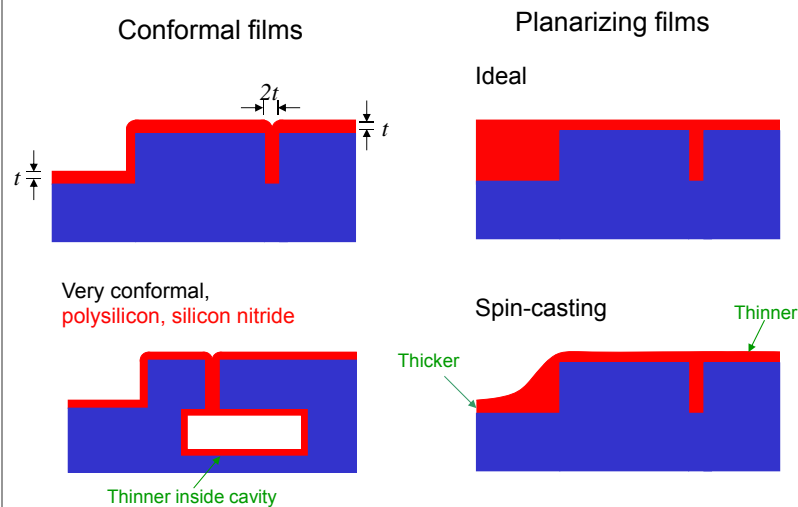 Conformal films
2t
t
t
Very conformal,
polysilicon, silicon nitride
Thinner inside cavity
Planarizing films
Ideal
Spin-casting
Thinner
Thicker